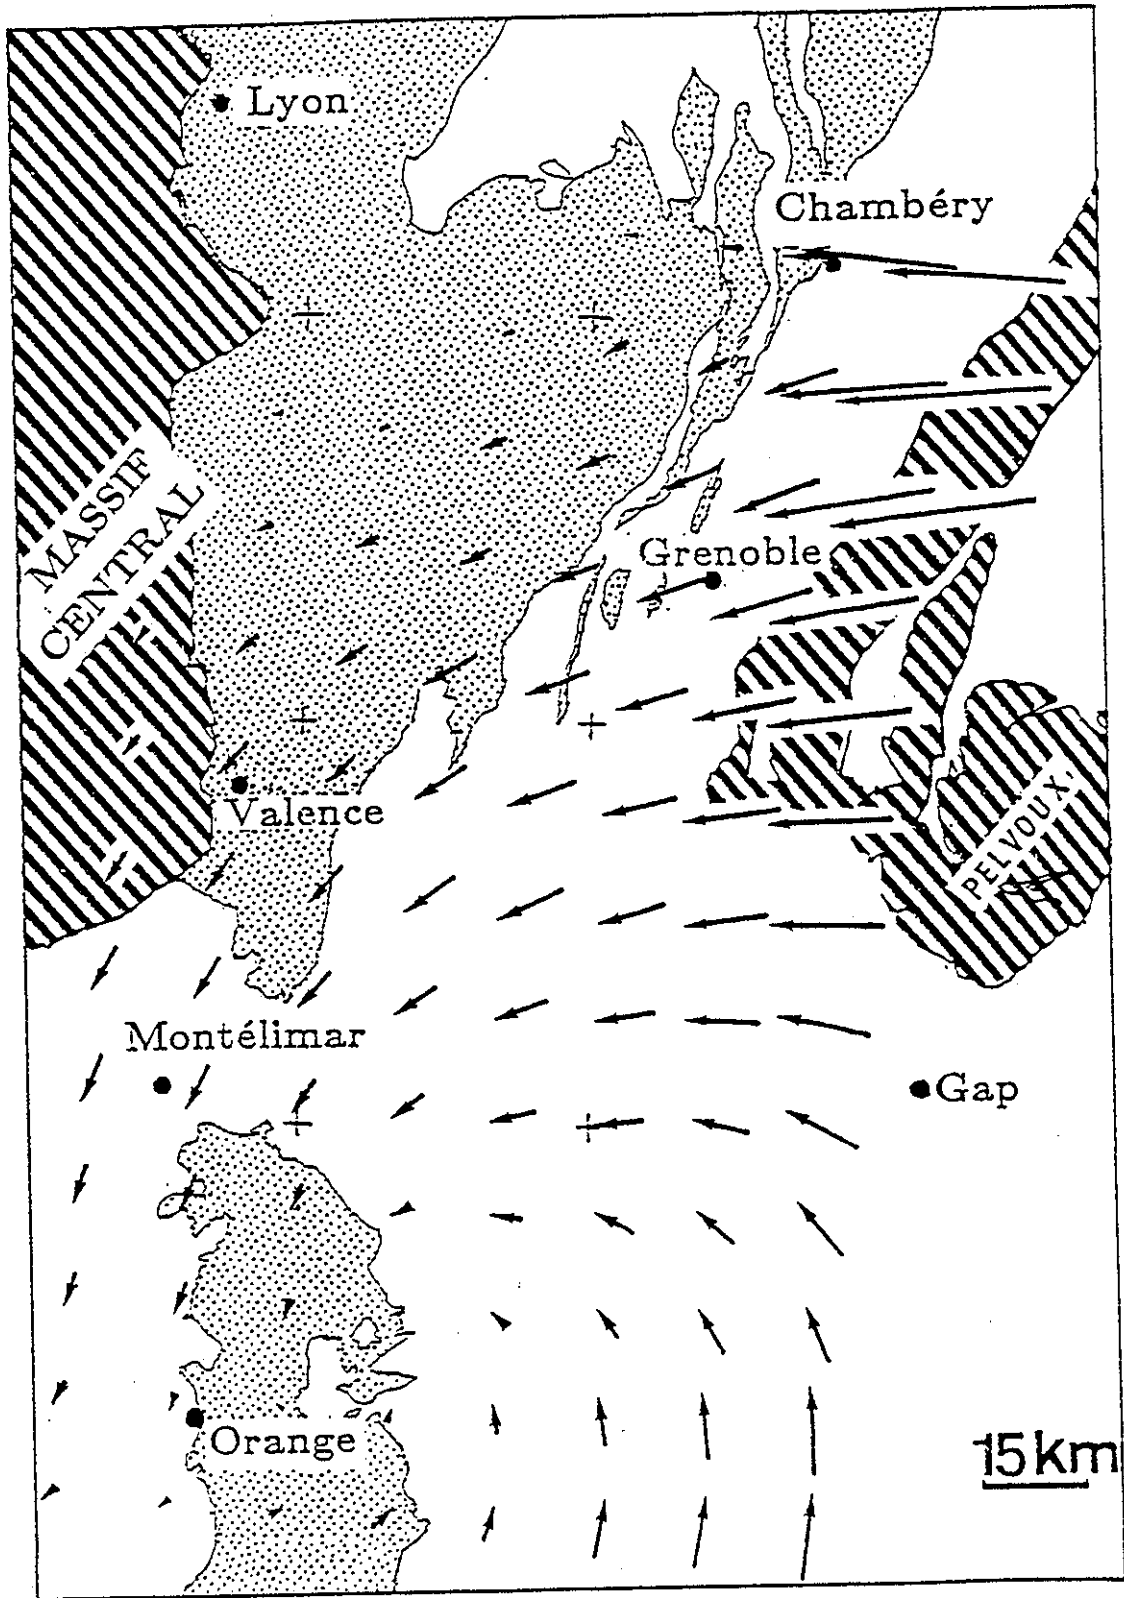 Lyon
Chambéry
MASSIF
CENTRAL
Grenoble
Valence
PELVOUX
Montélimar
Gap
Orange
15 km